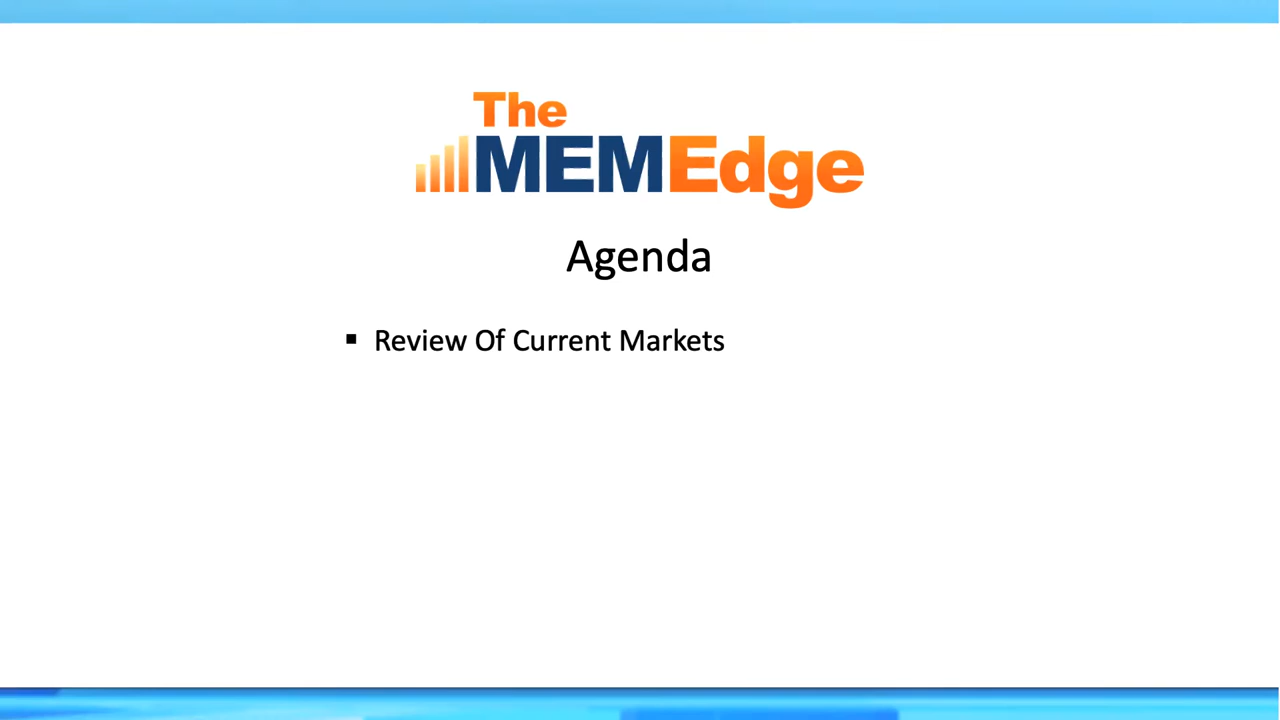 The
MEMEdge
Agenda
▪ Review Of Current Markets